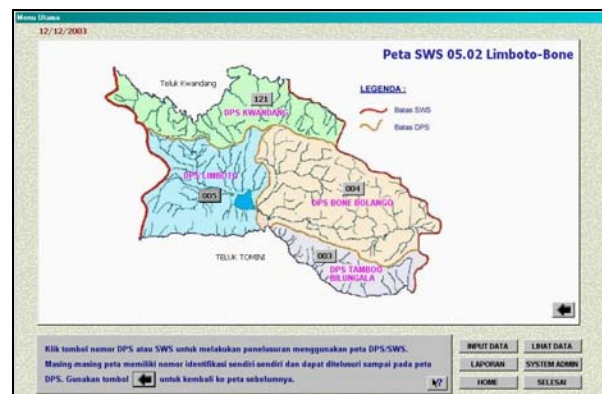 Menu Utama
12/12/2003
Peta SWS 05.02 Limboto-Bone
Teluk Kwandang
LEGENDA :
121
DPS KWANDANG
Batas SWS
Batas DPS
DPS LIMBOTO
005
004
DPS BONE BOLANGO
TELUK TOMINI
003
DPS TAMBOO
BILUNGALA
Klik tombol nomor DPS atau SWS untuk melakukan penelusuran menggunakan peta DPS/SWS.
Masing masing peta memiliki nomor identifikasi sendiri sendiri dan dapat ditelusuri sampai pada peta
DPS. Gunakan tombol untuk kembali ke peta sebelumnya.
INPUT DATA
LIHAT DATA
LAPORAN
SYSTEM ADMIN
HOME
SELESAI